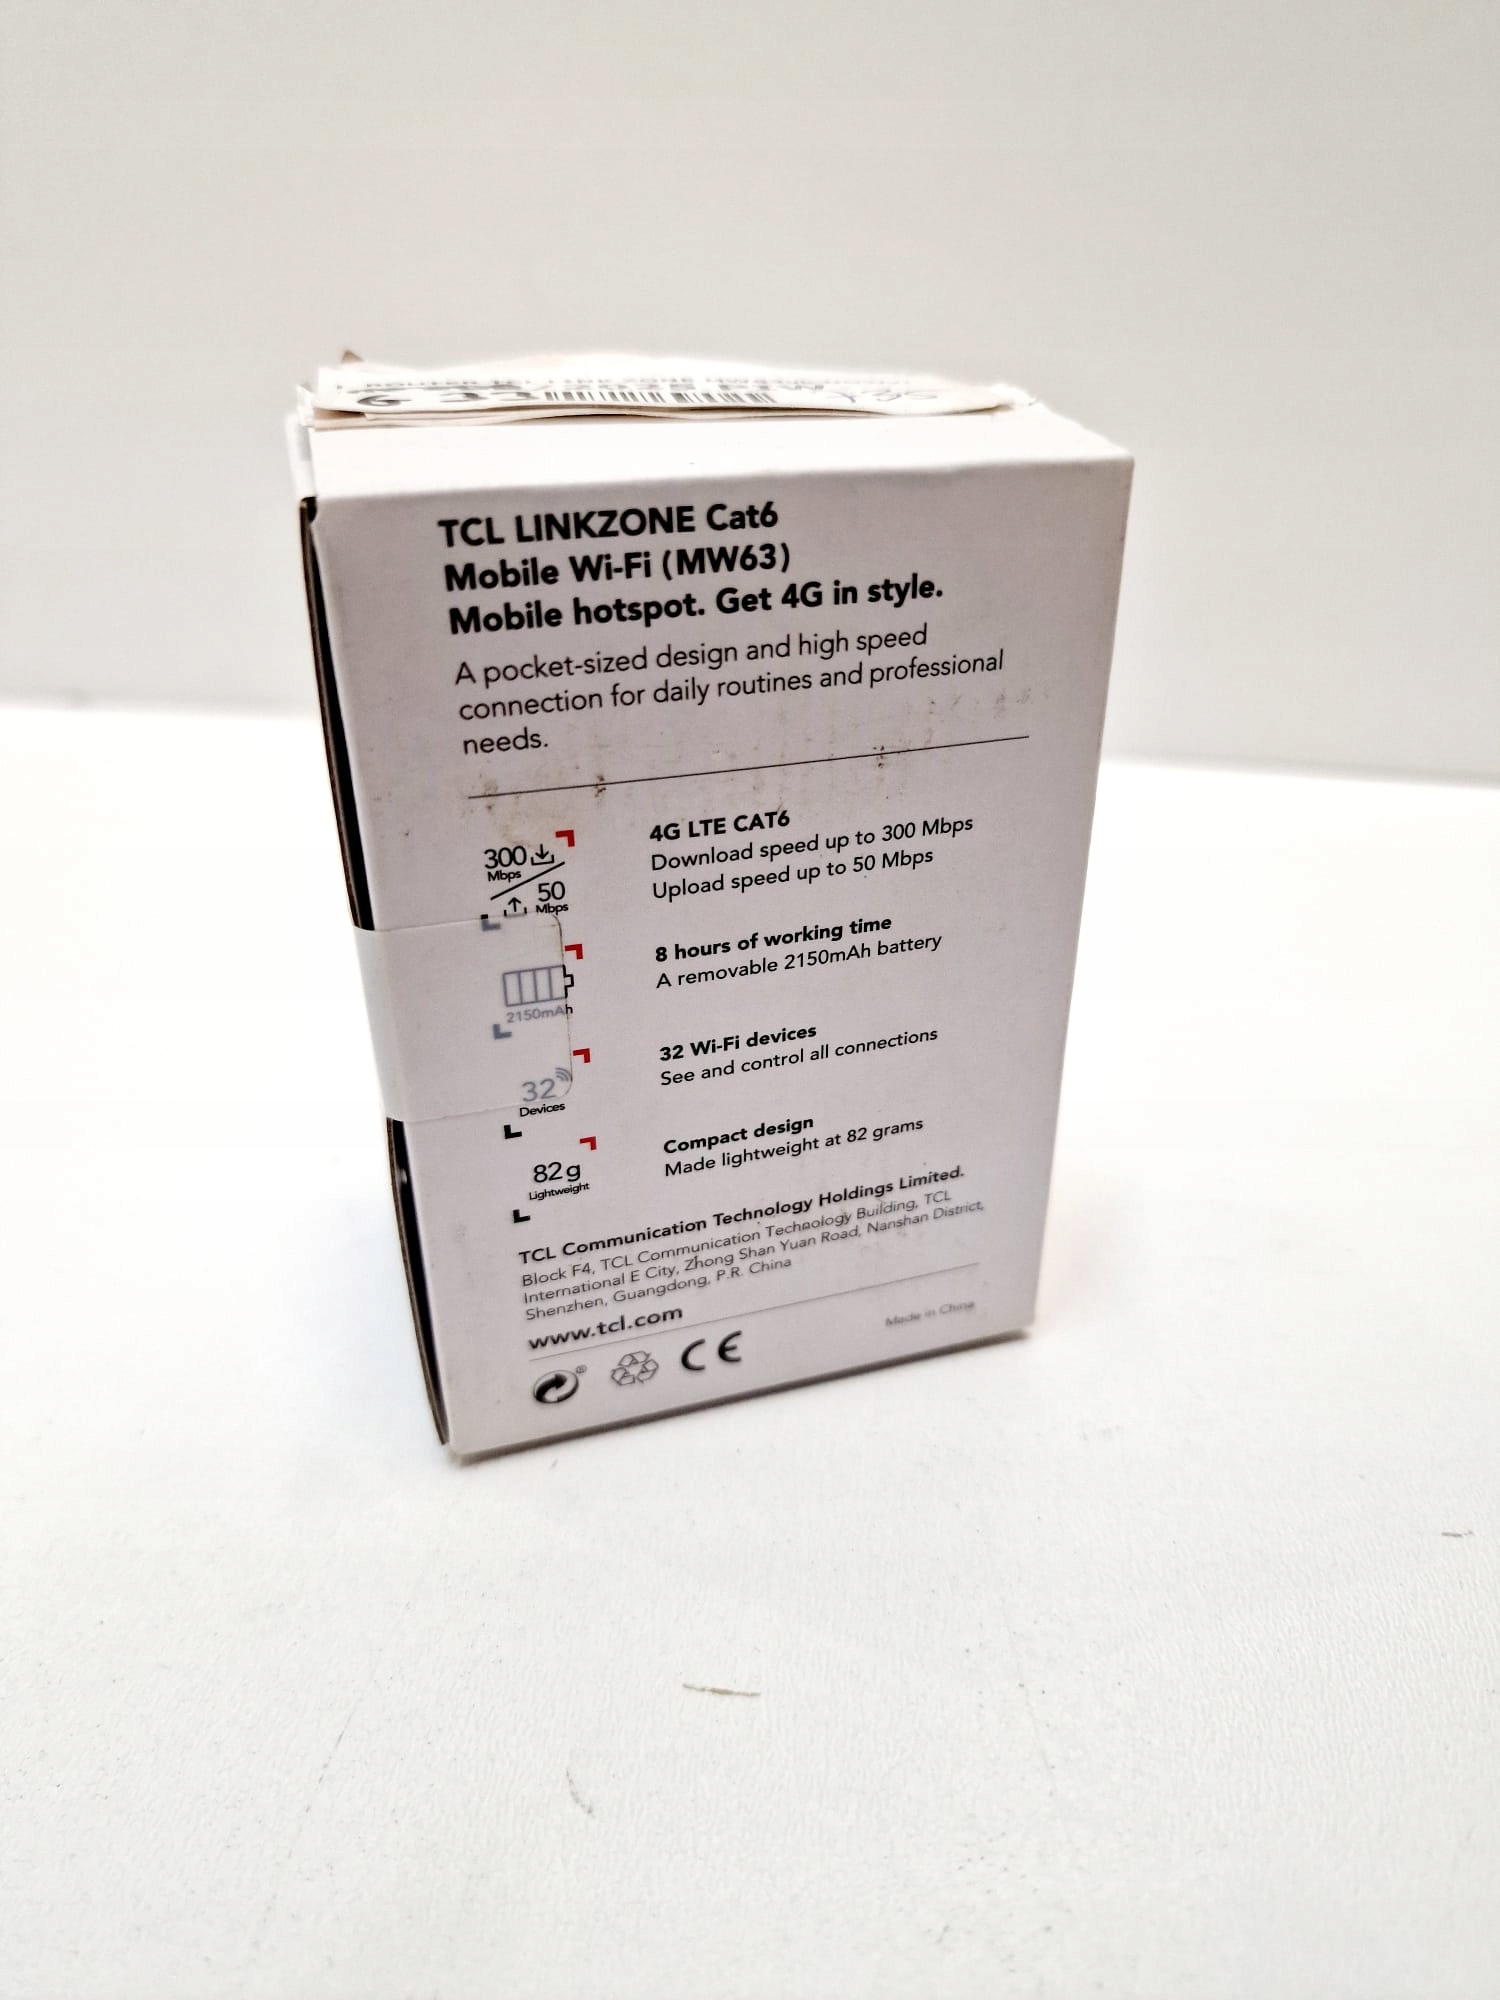 TCL LINKZONE Cat6
Mobile Wi-Fi (MW63)
Mobile hotspot. Get 4G in style.
A pocket-sized design and high speed
connection for daily routines and professional
needs.
300
Mbps
50
Mbps
4G LTE CAT6
Download speed up to 300 Mbps
Upload speed up to 50 Mbps
2150mAh
8 hours of working time
A removable 2150mAh battery
32
Devices
32 Wi-Fi devices
See and control all connections
82g
Lightweight
Compact design
Made lightweight at 82 grams
TCL Communication Technology Holdings Limited.
Block F4, TCL Communication Technology Building, TCL
International E City, Zhong Shan Yuan Road, Nanshan District,
Shenzhen, Guangdong, P.R. China
www.tcl.com
Made in China
®
CE